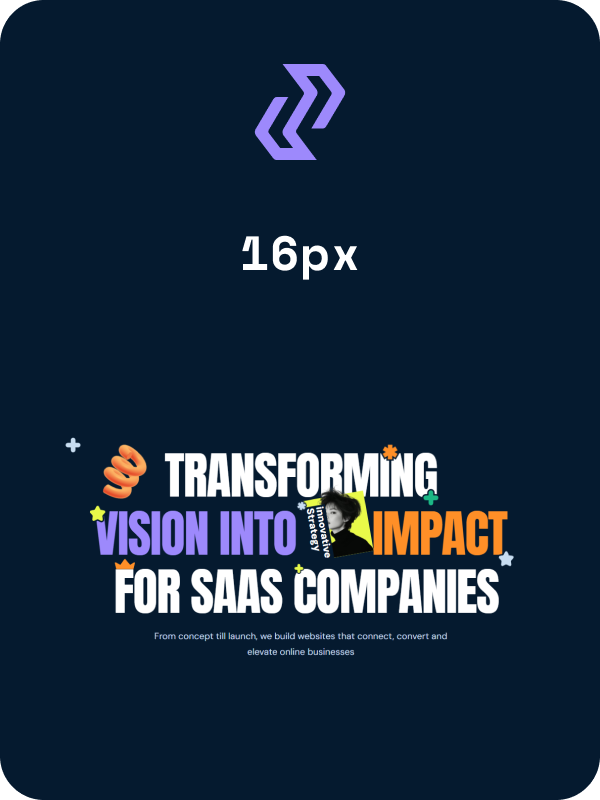 16px
TRANSFORMING
VISION INTO IMPACT
Innovative
Strategy
FOR SAAS COMPANIES
From concept till launch, we build websites that connect, convert and
elevate online businesses